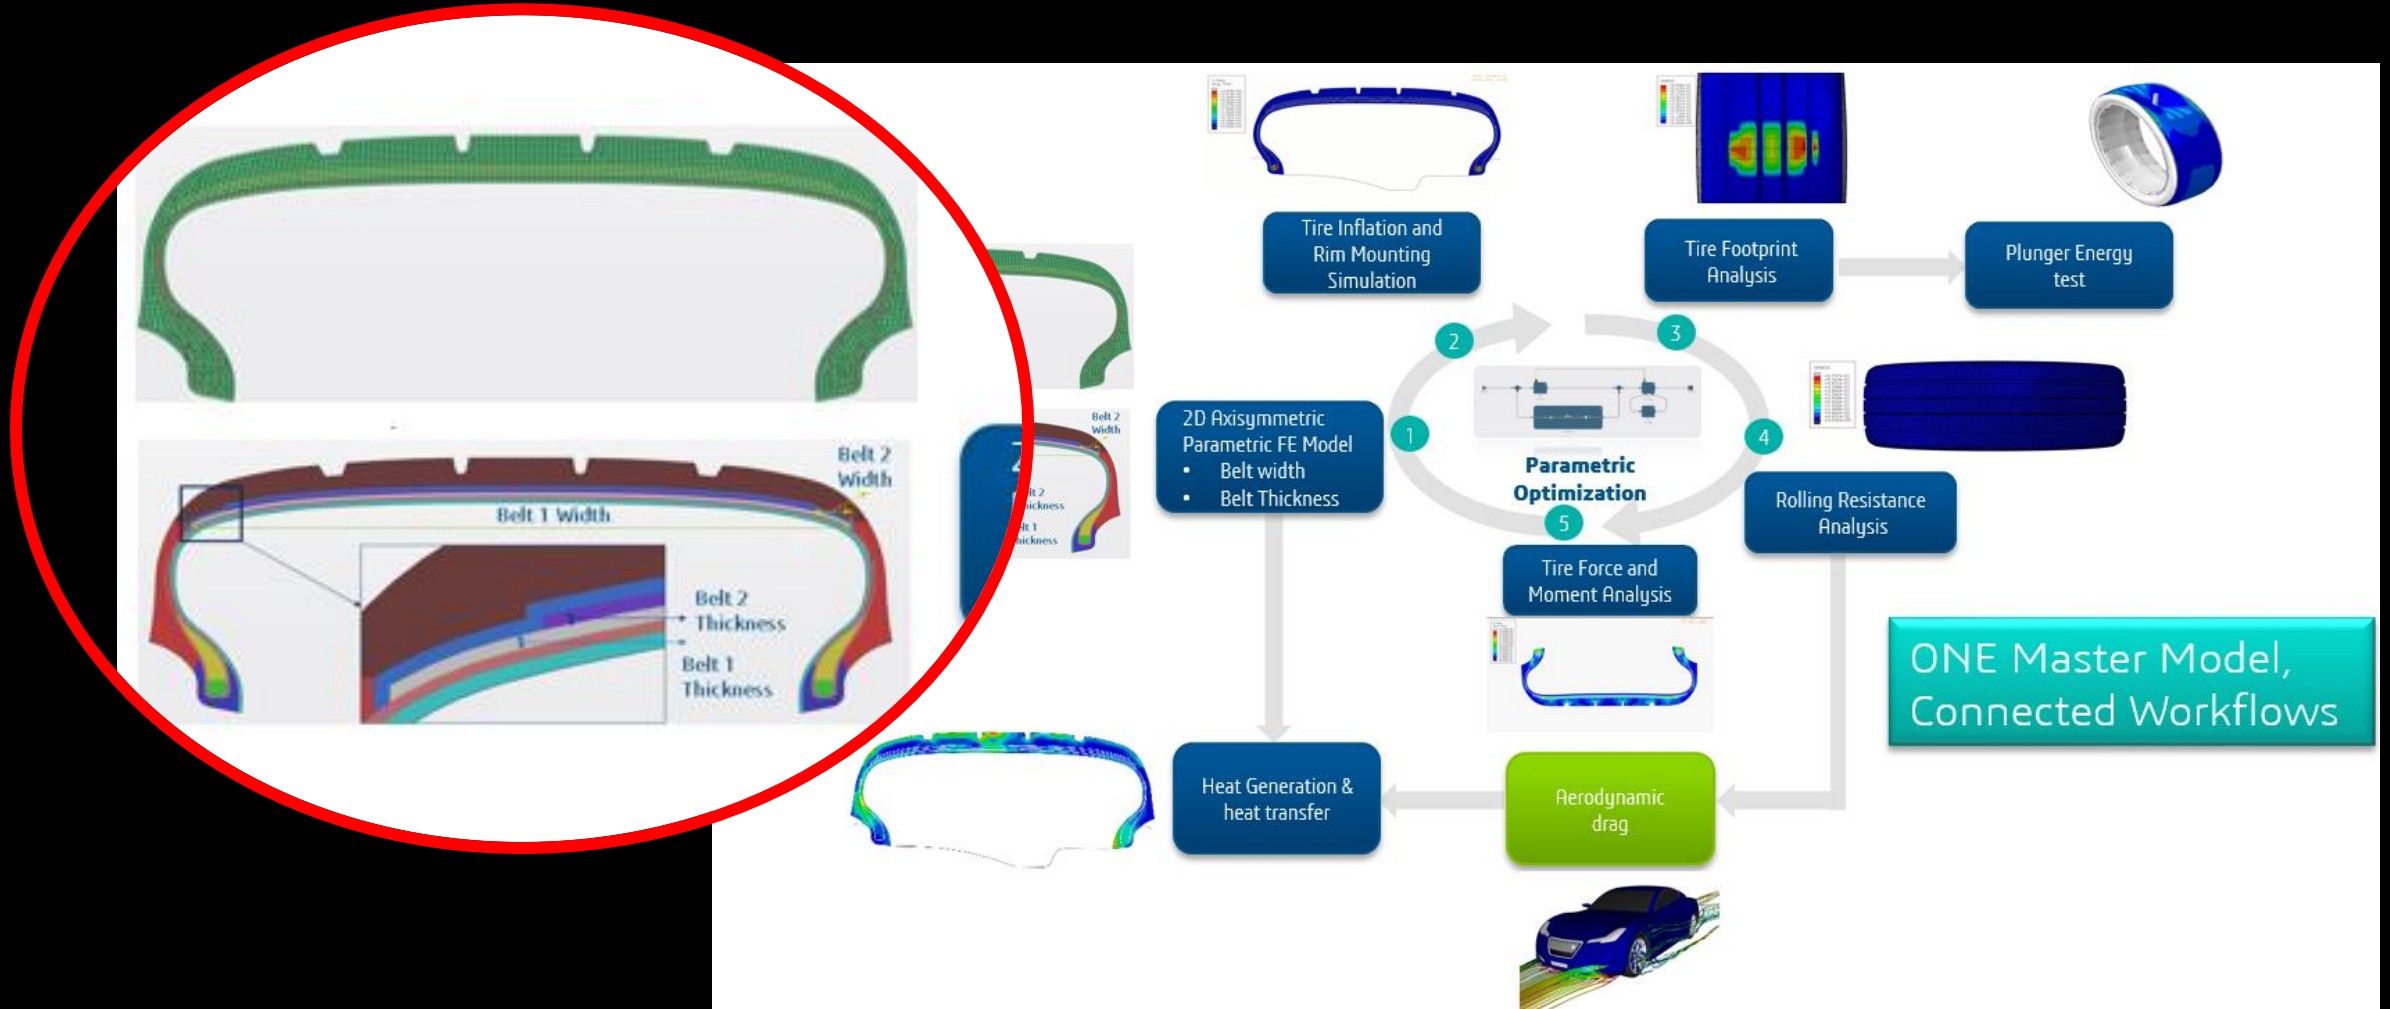 Belt 2
Width
Belt 1 Width
Belt 2
Thickness
Belt 1
Thickness
Belt 2
Width
Tire Inflation and
Rim Mounting
Simulation
Tire Footprint
Analysis
Plunger Energy
test
2D Axisymmetric
Parametric FE Model
• Belt width
• Belt Thickness
1
2
3
4
5
Parametric
Optimization
Rolling Resistance
Analysis
Tire Force and
Moment Analysis
Heat Generation &
heat transfer
Aerodynamic
drag
ONE Master Model,
Connected Workflows